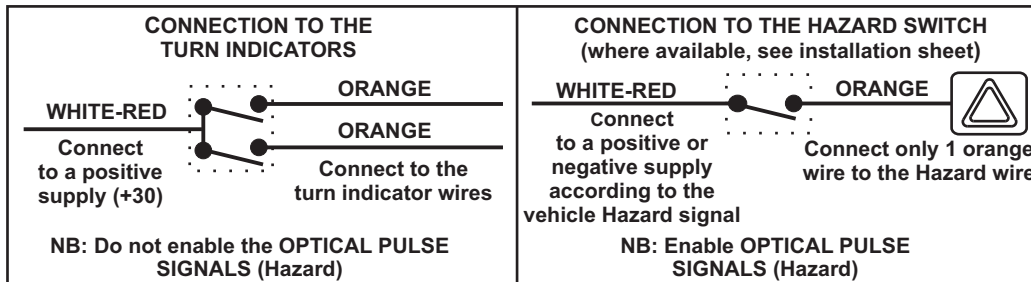 CONNECTION TO THE
TURN INDICATORS
WHITE-RED
ORANGE
ORANGE
Connect
to a positive
supply (+30)
Connect to the
turn indicator wires
NB: Do not enable the OPTICAL PULSE
SIGNALS (Hazard)
CONNECTION TO THE HAZARD SWITCH
(where available, see installation sheet)
WHITE-RED
ORANGE
Connect
to a positive or
negative supply
according to the
vehicle Hazard signal
Connect only 1 orange
wire to the Hazard wire
NB: Enable OPTICAL PULSE
SIGNALS (Hazard)